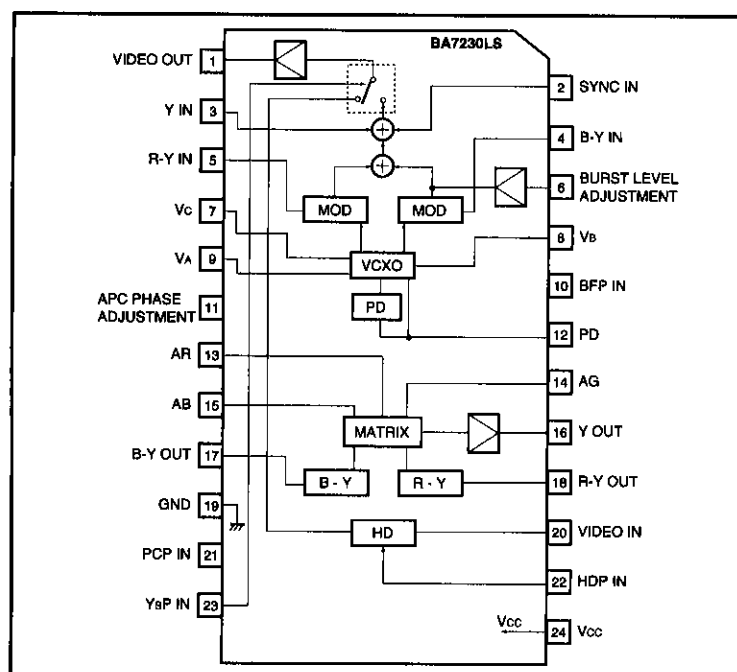 BA7230LS
VIDEO OUT 1
2 SYNC IN
Y IN 3
4 B-Y IN
R-Y IN 5
6 BURST LEVEL
ADJUSTMENT
MOD MOD
VC 7
8 VB
VCXO
VA 9
10 BFP IN
PD
APC PHASE
ADJUSTMENT 11
12 PD
AR 13
14 AG
AB 15
MATRIX
16 Y OUT
B-Y OUT 17
B - Y R - Y
18 R-Y OUT
GND 19
HD
20 VIDEO IN
PCP IN 21
22 HDP IN
YSP IN 23
VCC
24 VCC